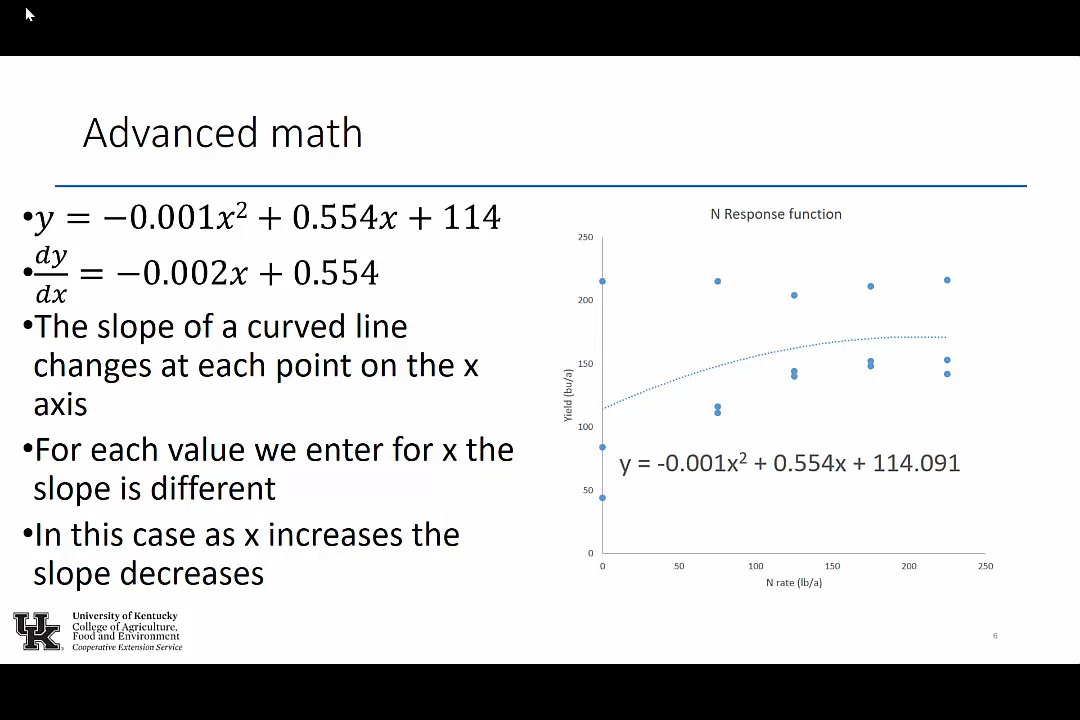 Advanced math
•y = −0.001x² + 0.554x + 114
•dy/dx = −0.002x + 0.554
•The slope of a curved line
changes at each point on the x
axis
•For each value we enter for x the
slope is different
•In this case as x increases the
slope decreases
N Response function
250
200
150
100
50
0
Yield (bu/a)
y = -0.001x² + 0.554x + 114.091
0 50 100 150 200 250
N rate (lb/a)
UK
University of Kentucky
College of Agriculture,
Food and Environment
Cooperative Extension Service
6